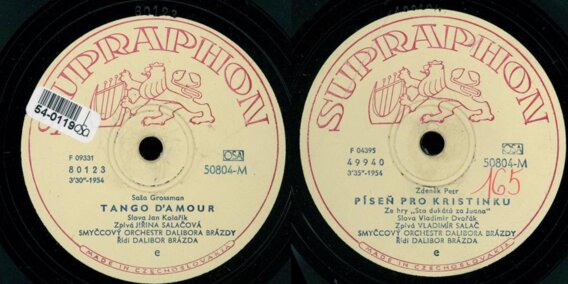 80123
SUPRAPHON
54-0119
F 09331
80123
3'30"-1954
OSA
50804-M
Saša Grossman
TANGO D'AMOUR
Slova Jan Kolařík
Zpívá JIŘINA SALAČOVÁ
SMYČCOVÝ ORCHESTR DALIBORA BRÁZDY
Řídí DALIBOR BRÁZDA
e
MADE IN CZECHOSLOVAKIA
SUPRAPHON
F 04395
49940
3'35"-1954
OSA
50804-M
165
Zdeněk Petr
PÍSEŇ PRO KRISTINKU
Ze hry „Sto dukátů za Juana"
Slova Vladimír Dvořák
Zpívá VLADIMÍR SALAČ
SMYČCOVÝ ORCHESTR DALIBORA BRÁZDY
Řídí DALIBOR BRÁZDA
e
MADE IN CZECHOSLOVAKIA